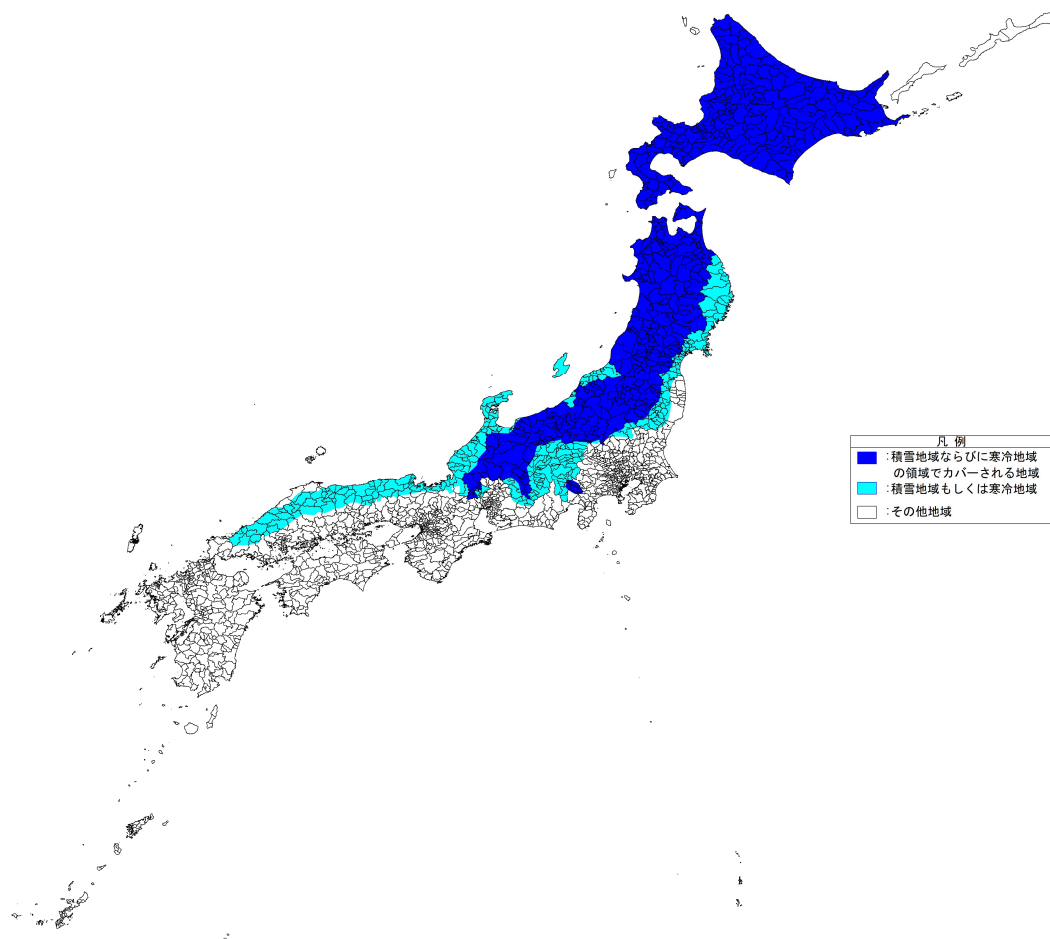 凡 例
:積雪地域ならびに寒冷地域
の領域でカバーされる地域
:積雪地域もしくは寒冷地域
:その他地域